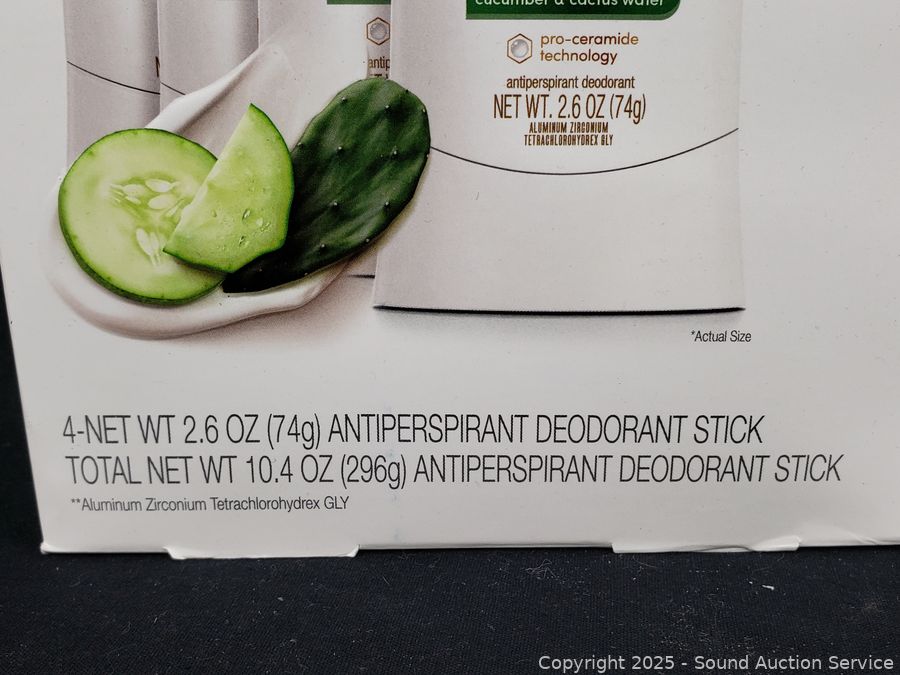 cucumber & cactus water
pro-ceramide
technology
antip
antiperspirant deodorant
NET WT. 2.6 OZ (74g)
ALUMINUM ZIRCONIUM
TETRACHLOROHYDREX GLY
*Actual Size
4-NET WT 2.6 OZ (74g) ANTIPERSPIRANT DEODORANT STICK
TOTAL NET WT 10.4 OZ (296g) ANTIPERSPIRANT DEODORANT STICK
**Aluminum Zirconium Tetrachlorohydrex GLY
Copyright 2025 - Sound Auction Service